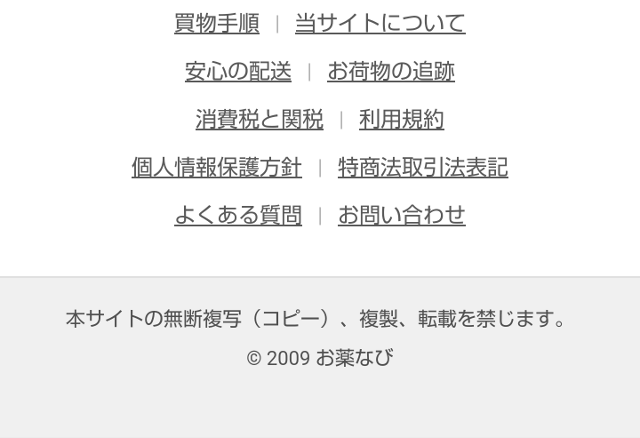 買物手順 | 当サイトについて
安心の配送 | お荷物の追跡
消費税と関税 | 利用規約
個人情報保護方針 | 特商法取引法表記
よくある質問 | お問い合わせ
本サイトの無断複写（コピー）、複製、転載を禁じます。
© 2009 お薬なび